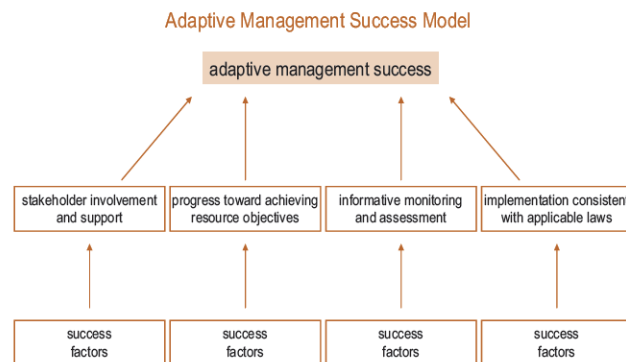 Adaptive Management Success Model
adaptive management success
stakeholder involvement
and support
progress toward achieving
resource objectives
informative monitoring
and assessment
implementation consistent
with applicable laws
success
factors
success
factors
success
factors
success
factors